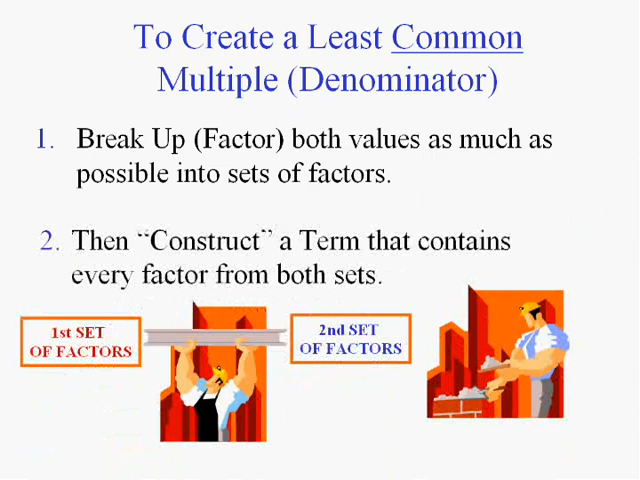 To Create a Least Common
Multiple (Denominator)
1. Break Up (Factor) both values as much as
possible into sets of factors.
2. Then “Construct” a Term that contains
every factor from both sets.
1st SET
OF FACTORS
2nd SET
OF FACTORS